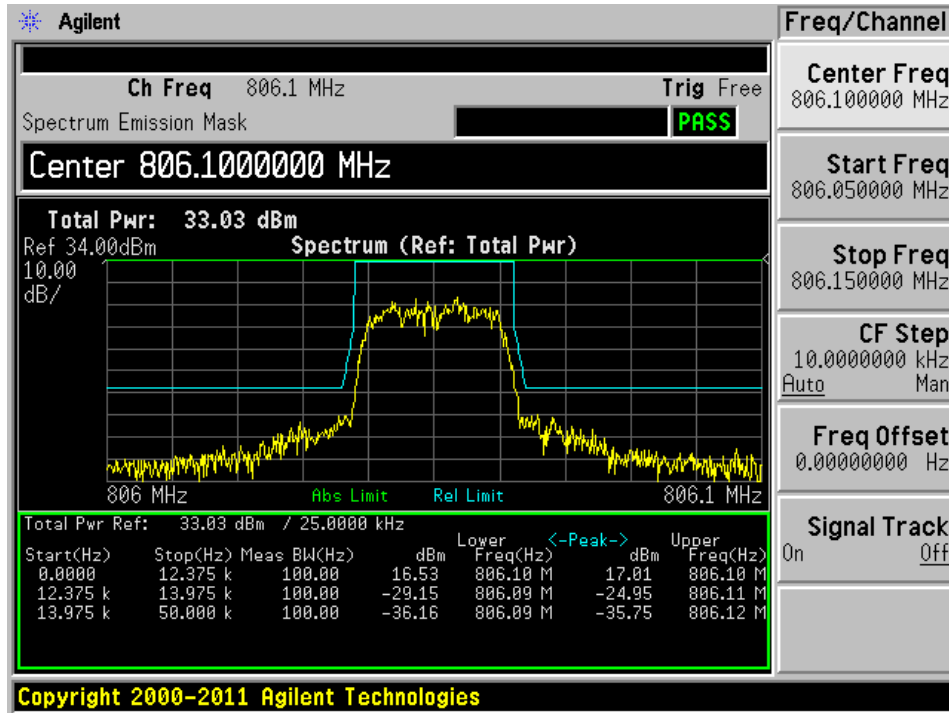 Agilent
Freq/Channel
Ch Freq 806.1 MHz Trig Free
Spectrum Emission Mask PASS
Center 806.1000000 MHz
Total Pwr: 33.03 dBm
Ref 34.00dBm Spectrum (Ref: Total Pwr)
10.00
dB/
806 MHz Abs Limit Rel Limit 806.1 MHz
Total Pwr Ref: 33.03 dBm / 25.0000 kHz
Lower <-Peak-> Upper
Start(Hz) Stop(Hz) Meas BW(Hz) dBm Freq(Hz) dBm Freq(Hz)
0.0000 12.375 k 100.00 16.53 806.10 M 17.01 806.10 M
12.375 k 13.975 k 100.00 -29.15 806.09 M -24.95 806.11 M
13.975 k 50.000 k 100.00 -36.16 806.09 M -35.75 806.12 M
Center Freq
806.100000 MHz
Start Freq
806.050000 MHz
Stop Freq
806.150000 MHz
CF Step
10.0000000 kHz
Auto Man
Freq Offset
0.00000000 Hz
Signal Track
On Off
Copyright 2000-2011 Agilent Technologies